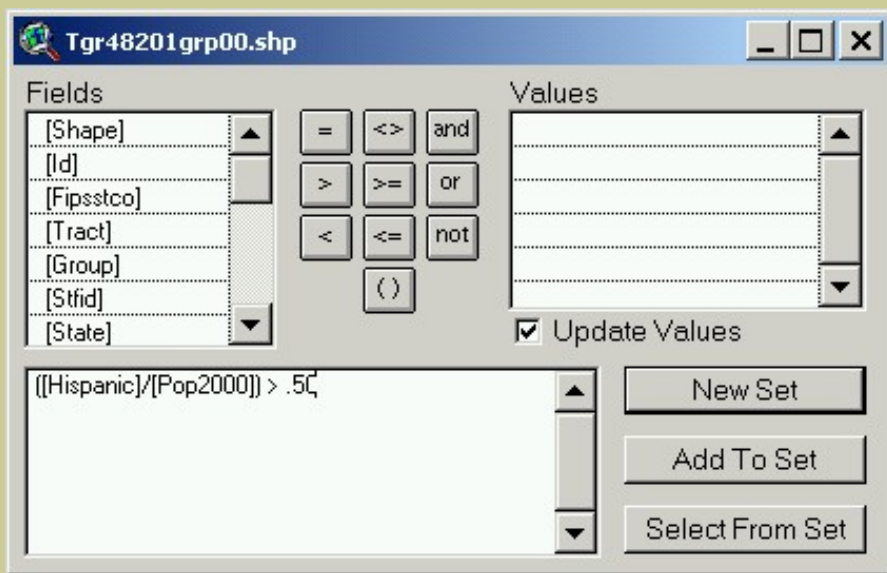 Tgr48201grp00.shp
Fields
Values
[Shape]
[Id]
[Fipsstco]
[Tract]
[Group]
[Stfid]
[State]
= <> and
> >= or
< <= not
( )
Update Values
([Hispanic]/[Pop2000]) > .50
New Set
Add To Set
Select From Set